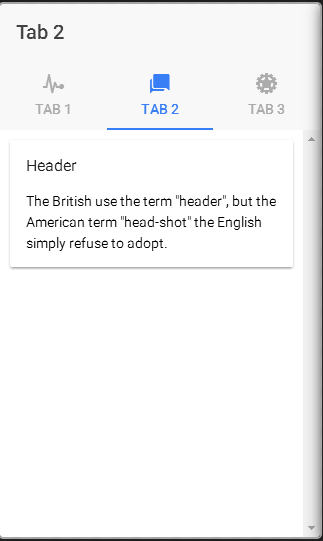 Tab 2
TAB 1
TAB 2
TAB 3
Header
The British use the term "header", but the
American term "head-shot" the English
simply refuse to adopt.